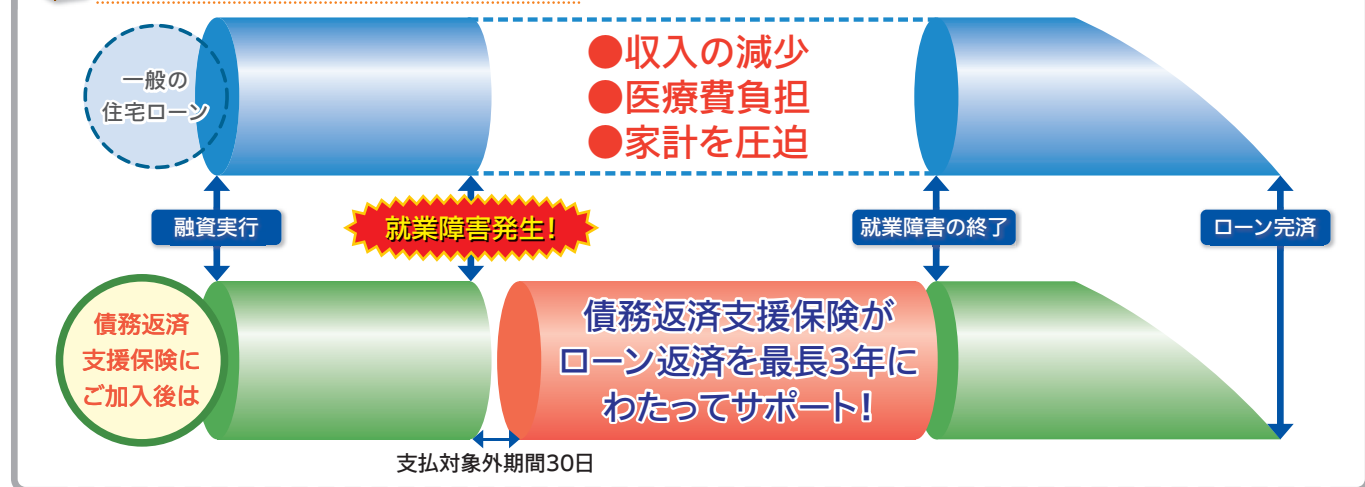 一般の
住宅ローン
●収入の減少
●医療費負担
●家計を圧迫
融資実行
就業障害発生!
就業障害の終了
ローン完済
債務返済
支援保険に
ご加入後は
債務返済支援保険が
ローン返済を最長3年に
わたってサポート!
支払対象外期間30日